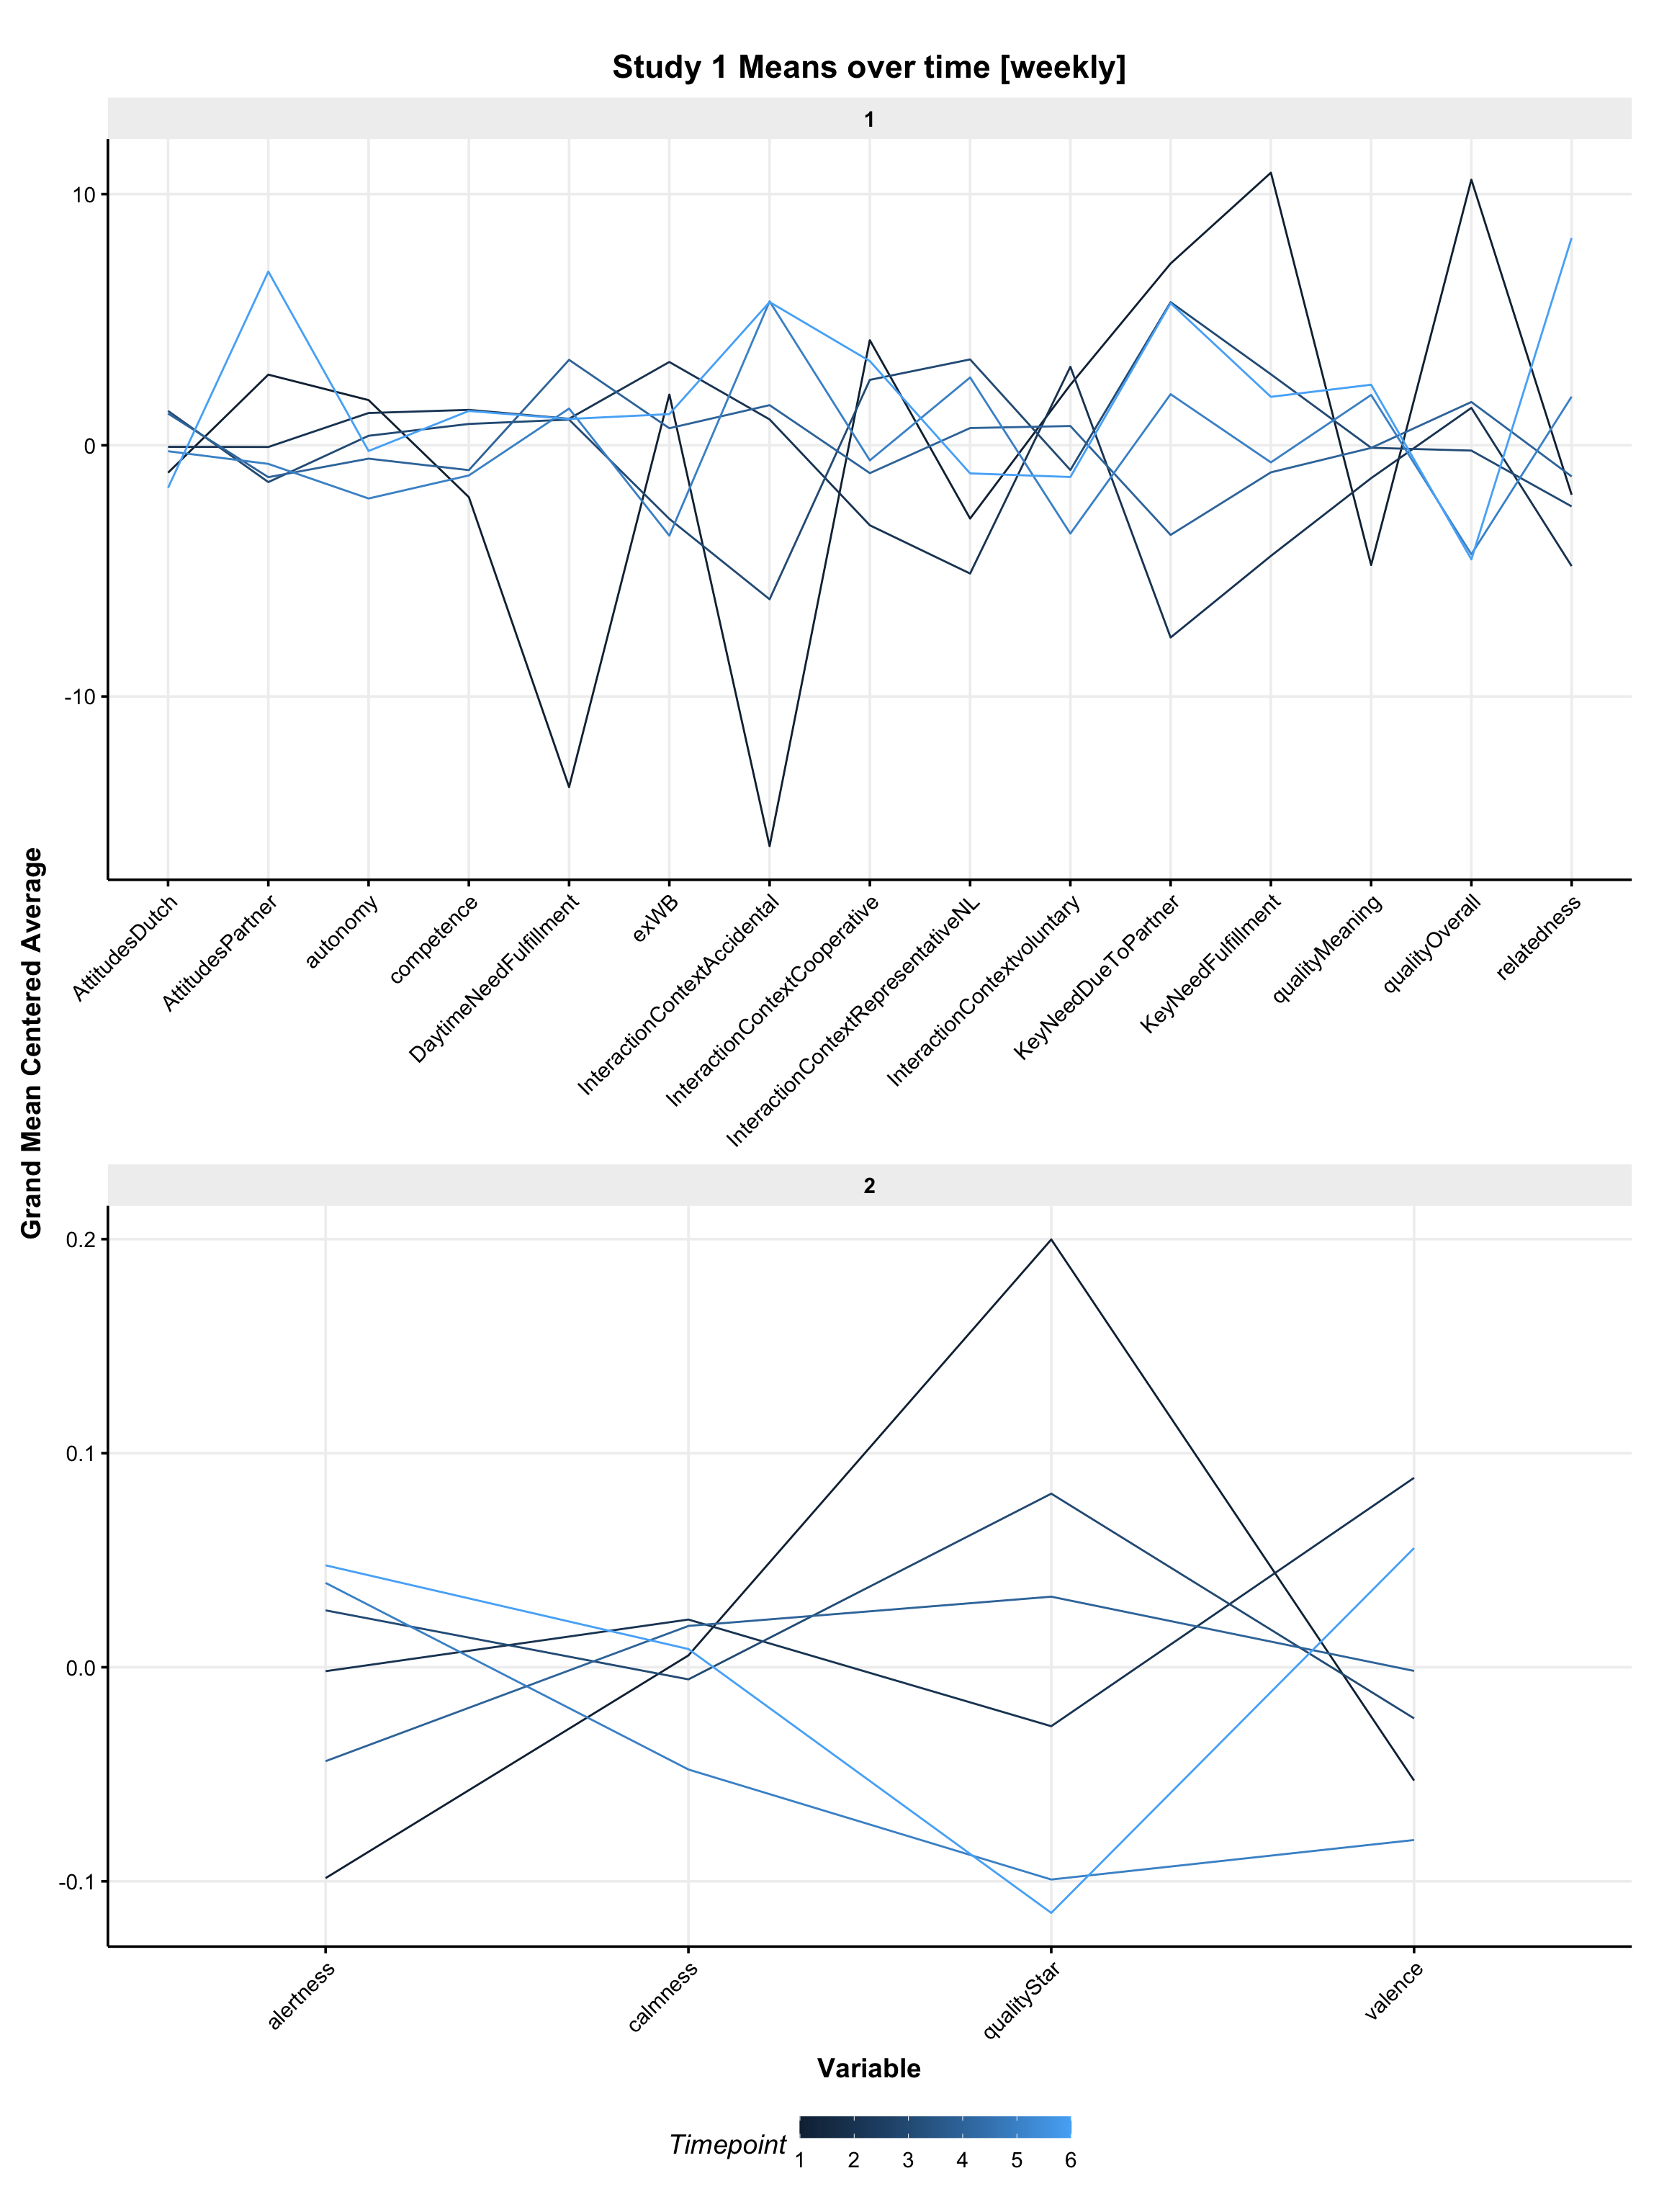 Study 1 Means over time [weekly]
1
10
0
-10
AttitudesDutch
AttitudesPartner
autonomy
competence
DaytimeNeedFulfillment
exWB
InteractionContextAccidental
InteractionContextCooperative
InteractionContextRepresentativeNL
InteractionContextvoluntary
KeyNeedDueToPartner
KeyNeedFulfillment
qualityMeaning
qualityOverall
relatedness
Grand Mean Centered Average
2
0.2
0.1
0.0
-0.1
alertness
calmness
qualityStar
valence
Variable
Timepoint
1 2 3 4 5 6